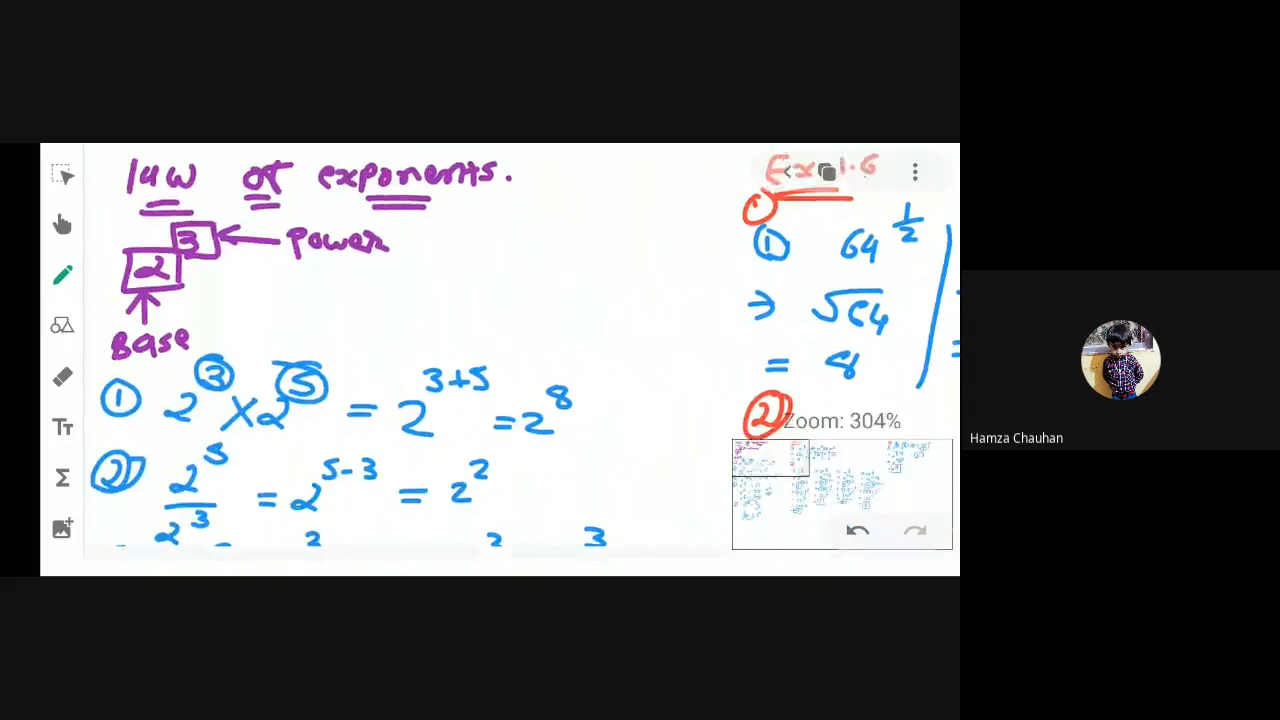 law of exponents.
3 ← power
2
↑
Base
① 2^3 × 2^5 = 2^{3+5} = 2^8
② 2^5/2^3 = 2^{5-3} = 2^2
Ex 1.6
①
① 64^{1/2}
⇒ √64
= 8
②
Zoom: 304%
Tт
Σ
Hamza Chauhan